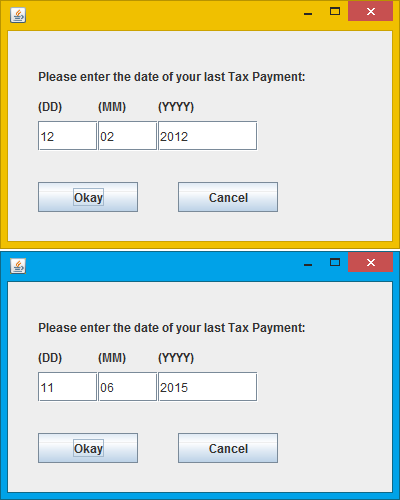 Please enter the date of your last Tax Payment:
(DD) (MM) (YYYY)
12 02 2012
Okay Cancel
Please enter the date of your last Tax Payment:
(DD) (MM) (YYYY)
11 06 2015
Okay Cancel